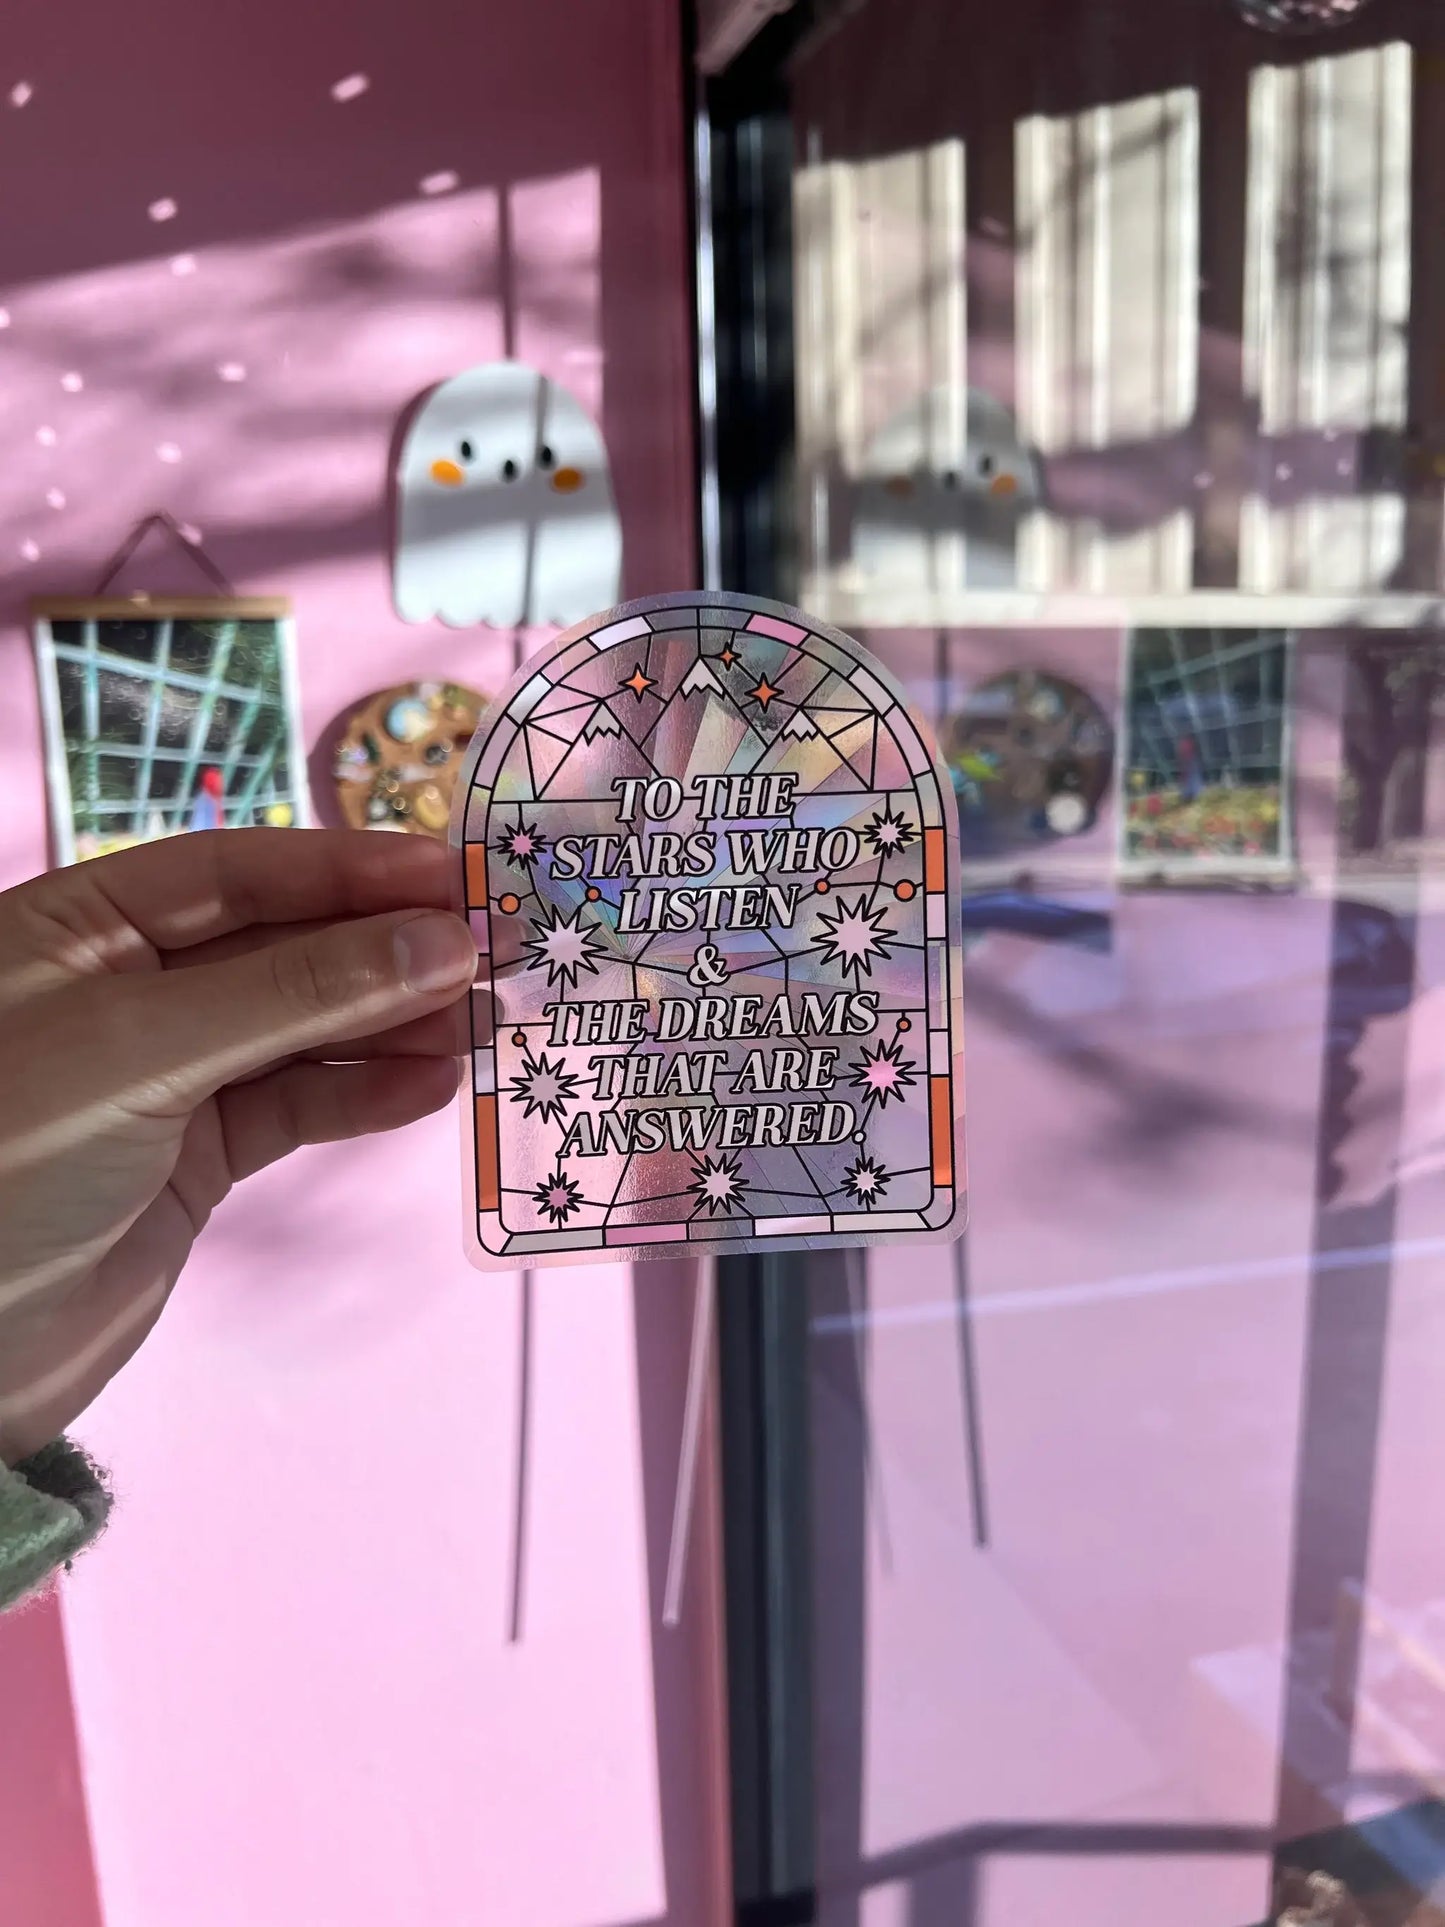 TO THE
STARS WHO
LISTEN
&
THE DREAMS
THAT ARE
ANSWERED.